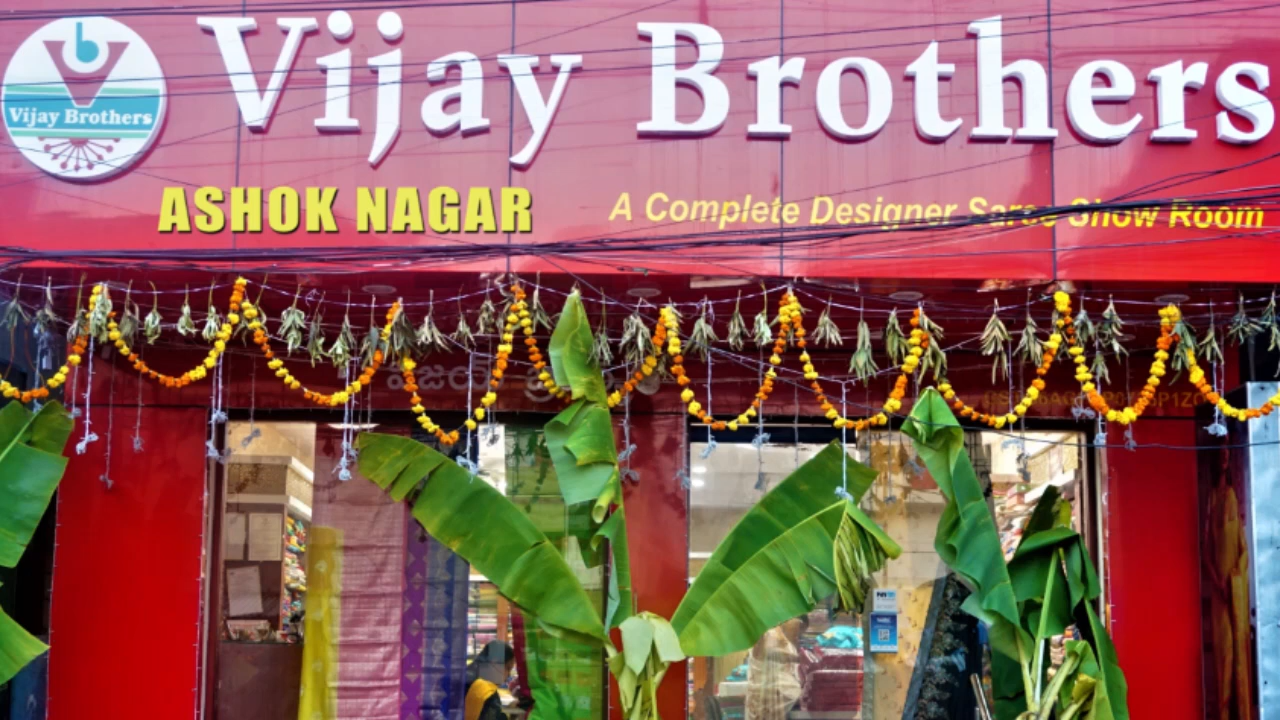 b
Vijay Brothers
Vijay Brothers
ASHOK NAGAR
A Complete Designer Saree Show Room